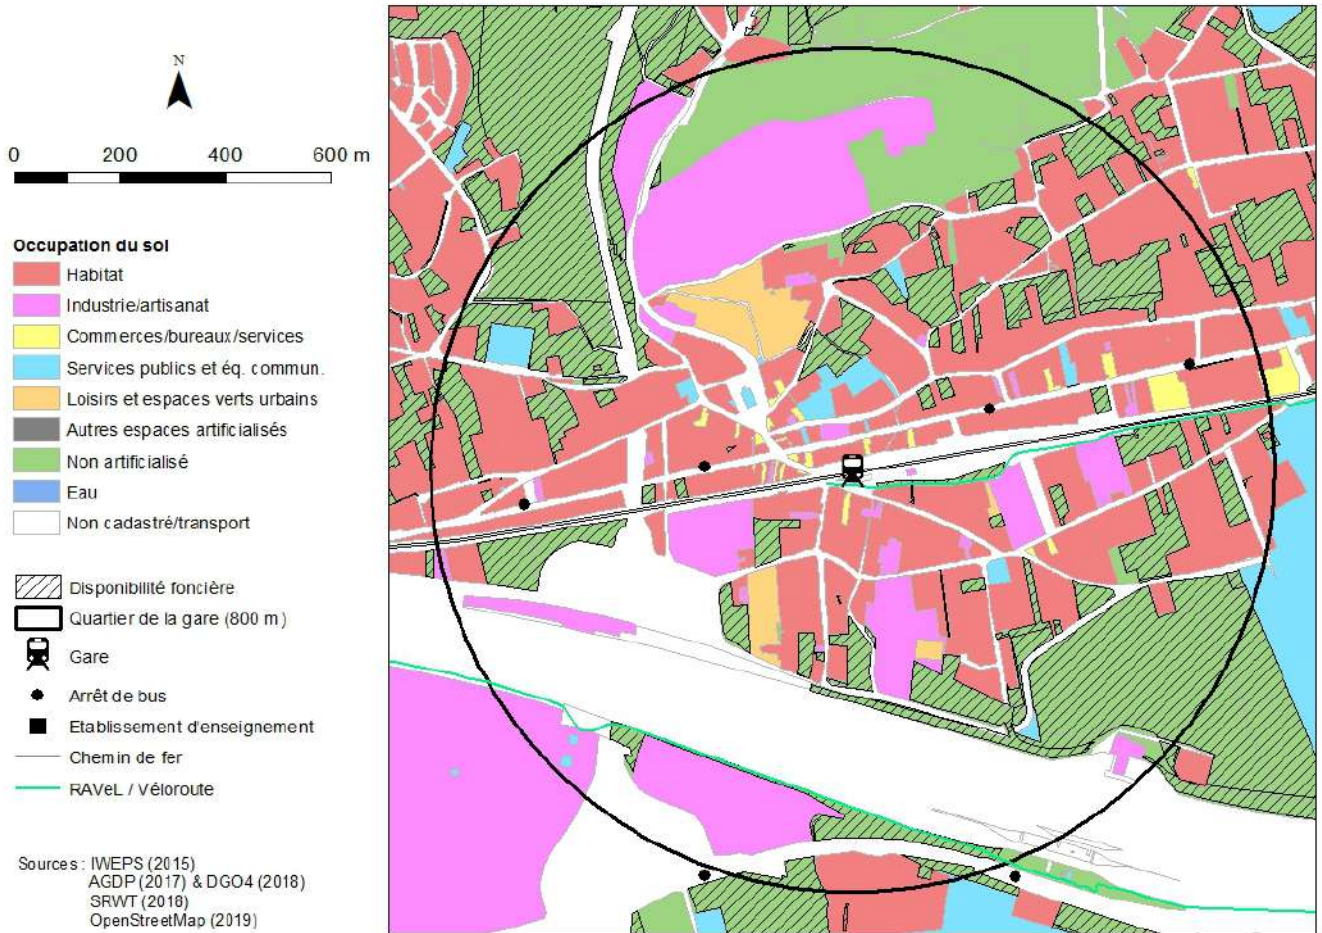 N
0 200 400 600 m
Occupation du sol
Habitat
Industrie/artisanat
Commerces/bureaux/services
Services publics et éq. commun.
Loisirs et espaces verts urbains
Autres espaces artificialisés
Non artificialisé
Eau
Non cadastré/transport
Disponibilité foncière
Quartier de la gare (800 m)
Gare
Arrêt de bus
Etablissement d'enseignement
Chemin de fer
RAVeL / Véloroute
Sources : IWEPS (2015)
AGDP (2017) & DGO4 (2018)
SRWT (2018)
OpenStreetMap (2019)